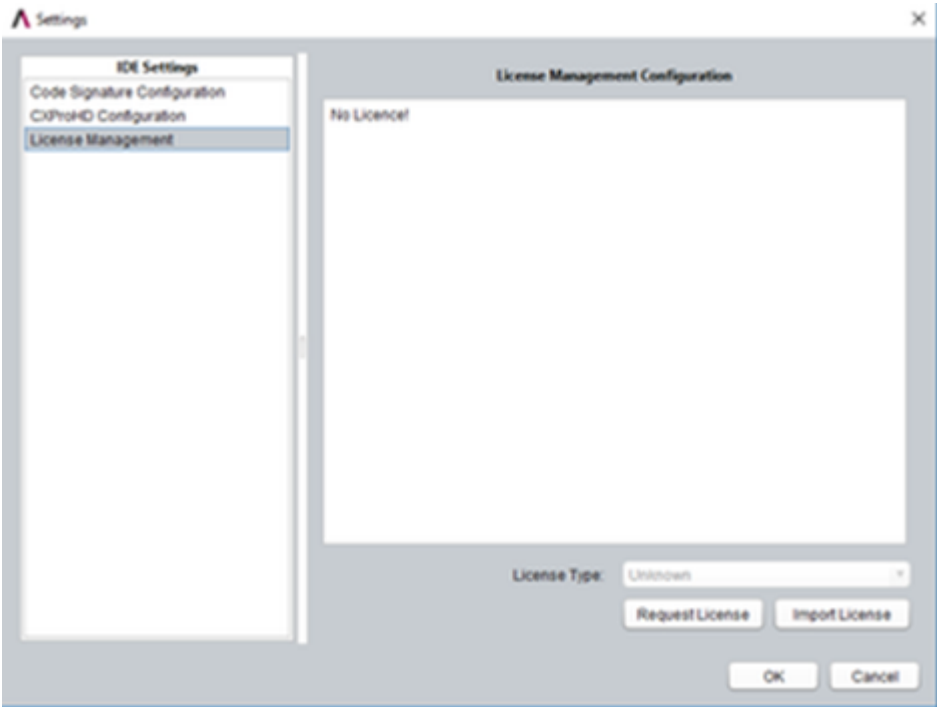 Settings
IDE Settings
Code Signature Configuration
CXProHD Configuration
License Management
License Management Configuration
No Licence!
License Type:
Unknown
Request License
Import License
OK
Cancel